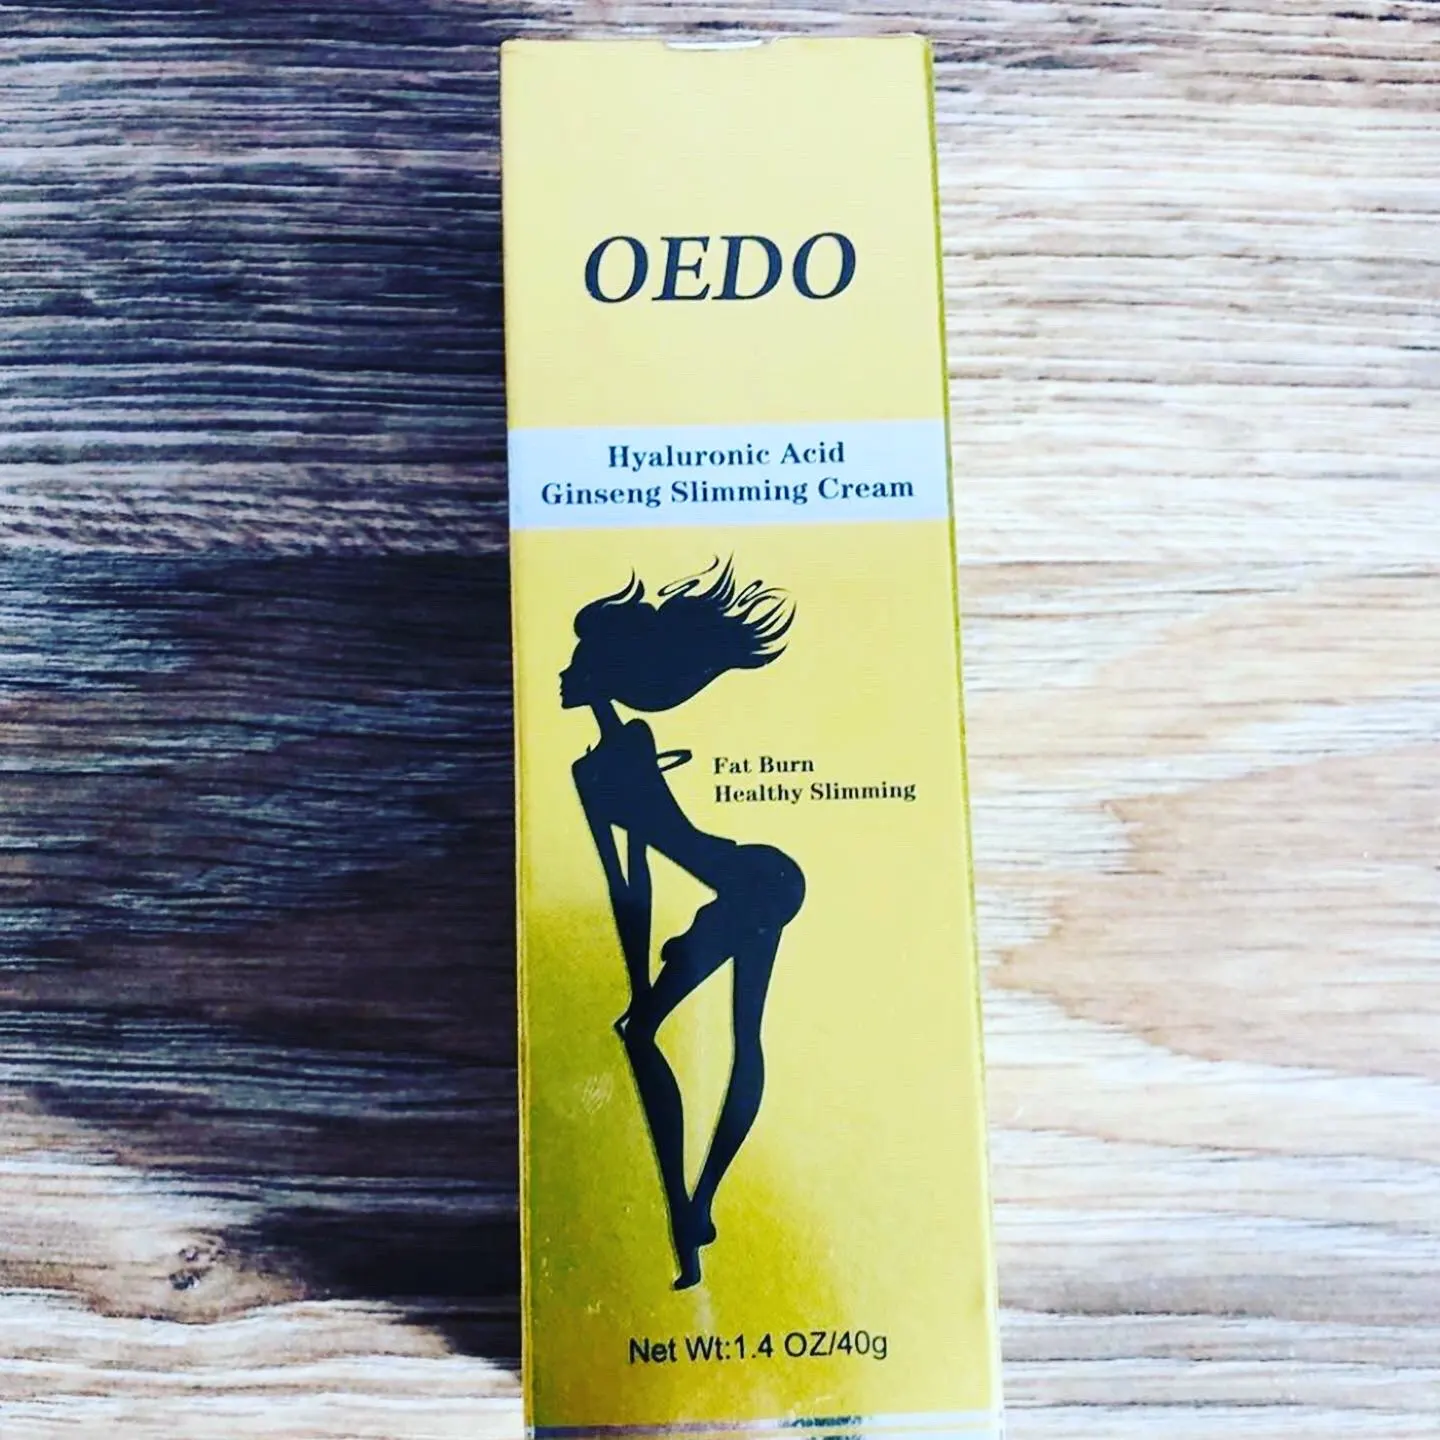 OEDO
Hyaluronic Acid
Ginseng Slimming Cream
Fat Burn
Healthy Slimming
Net Wt:1.4 OZ/40g